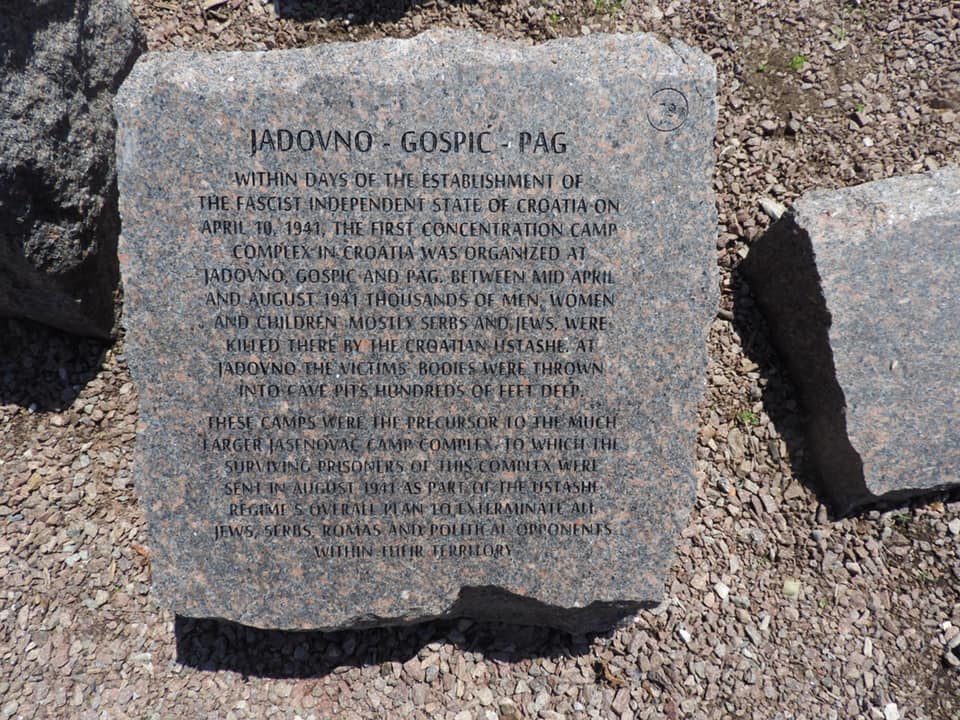 JADOVNO - GOSPIĆ - PAG
WITHIN DAYS OF THE ESTABLISHMENT OF
THE FASCIST INDEPENDENT STATE OF CROATIA ON
APRIL 10, 1941, THE FIRST CONCENTRATION CAMP
COMPLEX IN CROATIA WAS ORGANIZED AT
JADOVNO, GOSPIC AND PAG. BETWEEN MID APRIL
AND AUGUST 1941 THOUSANDS OF MEN, WOMEN
AND CHILDREN, MOSTLY SERBS AND JEWS, WERE
KILLED THERE BY THE CROATIAN USTASHE. AT
JADOVNO THE VICTIMS' BODIES WERE THROWN
INTO CAVE PITS HUNDREDS OF FEET DEEP.
THESE CAMPS WERE THE PRECURSOR TO THE MUCH
LARGER JASENOVAC CAMP COMPLEX, TO WHICH THE
SURVIVING PRISONERS OF THIS COMPLEX WERE
SENT IN AUGUST 1941 AS PART OF THE USTASHE
REGIME'S OVERALL PLAN TO EXTERMINATE ALL
JEWS, SERBS, ROMAS AND POLITICAL OPPONENTS
WITHIN THEIR TERRITORY